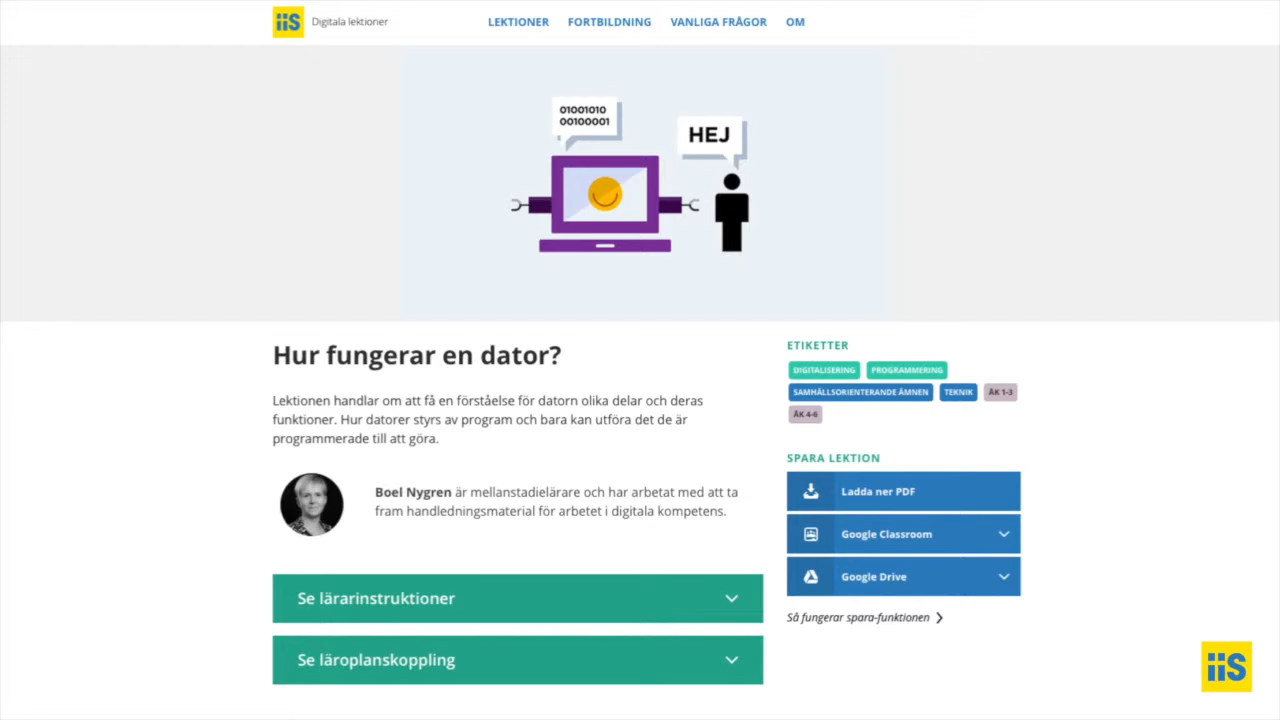 iis
Digitala lektioner
LEKTIONER
FORTBILDNING
VANLIGA FRÅGOR
OM
01001010
00100001
HEJ
Hur fungerar en dator?
Lektionen handlar om att få en förståelse för datorn olika delar och deras
funktioner. Hur datorer styrs av program och bara kan utföra det de är
programmerade till att göra.
Boel Nygren är mellanstadielärare och har arbetat med att ta
fram handledningsmaterial för arbetet i digitala kompetens.
Se lärarinstruktioner
Se läroplanskoppling
ETIKETTER
DIGITALISERING
PROGRAMMERING
SAMHÄLLSORIENTERANDE ÄMNEN
TEKNIK
ÅK 1-3
ÅK 4-6
SPARA LEKTION
Ladda ner PDF
Google Classroom
Google Drive
Så fungerar spara-funktionen
iis